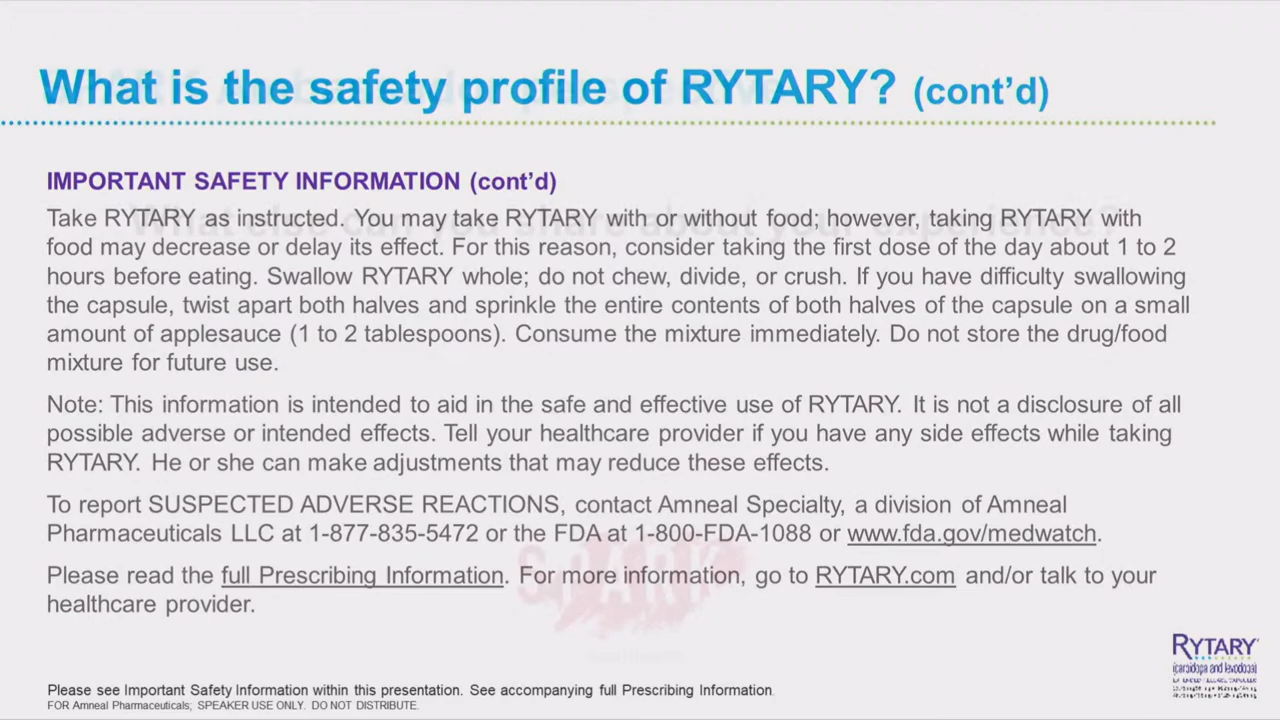 What is the safety profile of RYTARY? (cont’d)
IMPORTANT SAFETY INFORMATION (cont’d)
Take RYTARY as instructed. You may take RYTARY with or without food; however, taking RYTARY with
food may decrease or delay its effect. For this reason, consider taking the first dose of the day about 1 to 2
hours before eating. Swallow RYTARY whole; do not chew, divide, or crush. If you have difficulty swallowing
the capsule, twist apart both halves and sprinkle the entire contents of both halves of the capsule on a small
amount of applesauce (1 to 2 tablespoons). Consume the mixture immediately. Do not store the drug/food
mixture for future use.
What else can you share about your experience?
Note: This information is intended to aid in the safe and effective use of RYTARY. It is not a disclosure of all
possible adverse or intended effects. Tell your healthcare provider if you have any side effects while taking
RYTARY. He or she can make adjustments that may reduce these effects.
To report SUSPECTED ADVERSE REACTIONS, contact Amneal Specialty, a division of Amneal
Pharmaceuticals LLC at 1-877-835-5472 or the FDA at 1-800-FDA-1088 or www.fda.gov/medwatch.
Please read the full Prescribing Information. For more information, go to RYTARY.com and/or talk to your
healthcare provider.
SPARK
RYTARY
(carbidopa and levodopa)
Please see Important Safety Information within this presentation. See accompanying full Prescribing Information.
FOR Amneal Pharmaceuticals; SPEAKER USE ONLY. DO NOT DISTRIBUTE.